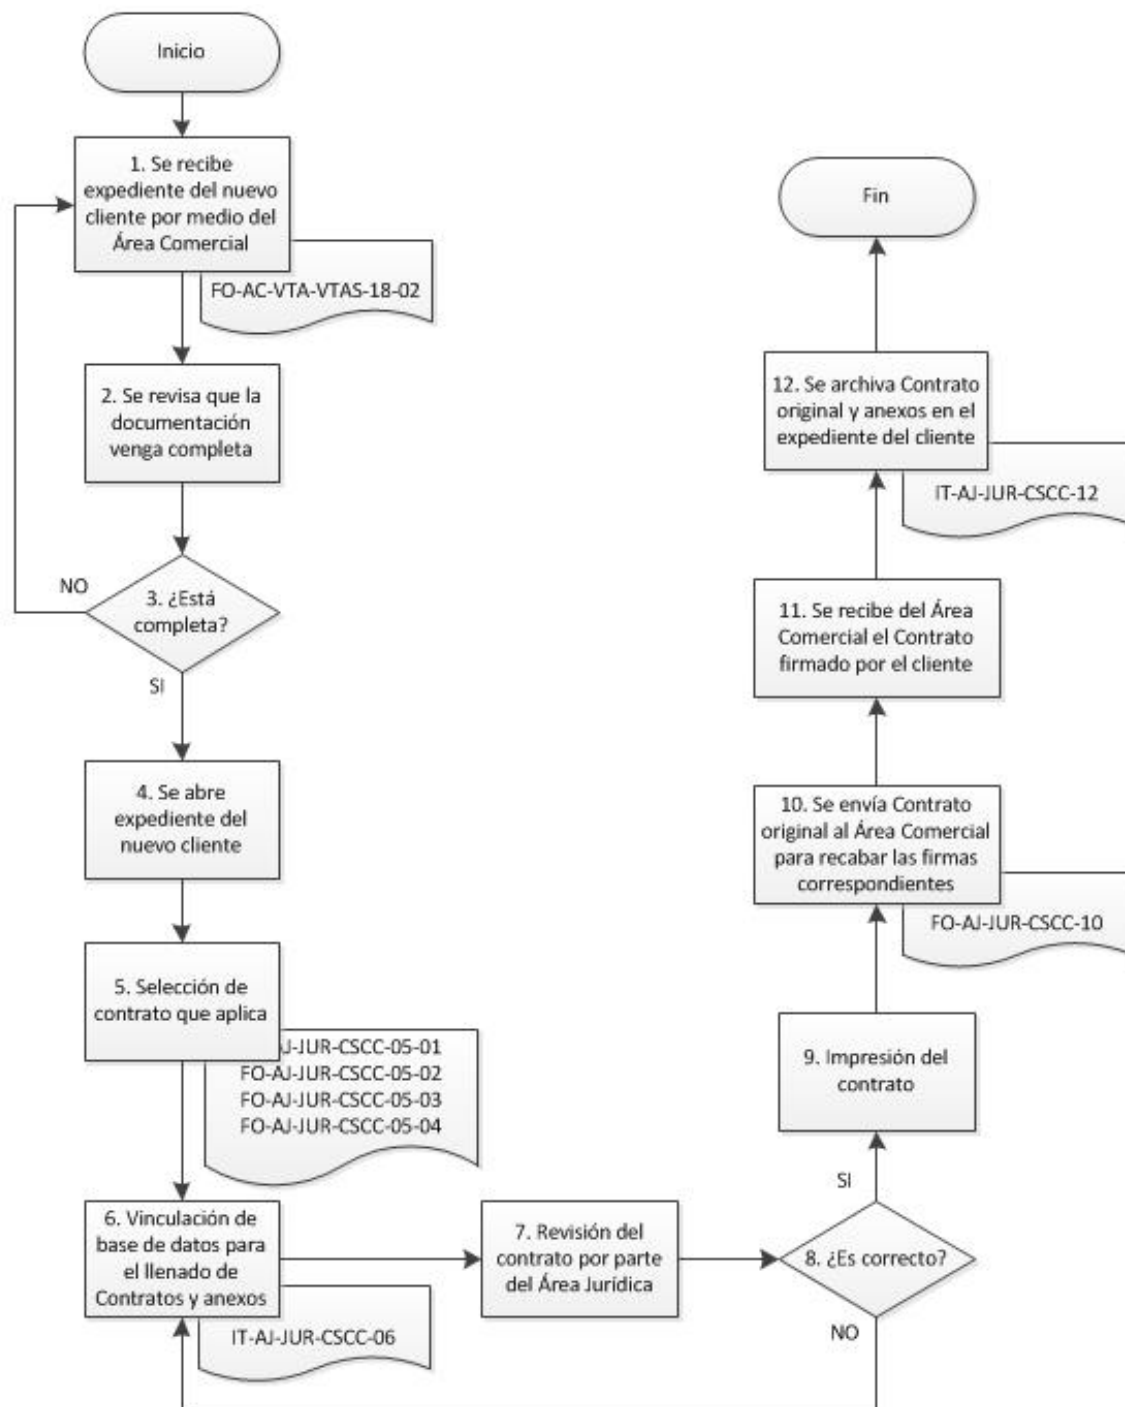 Inicio
1. Se recibe
expediente del nuevo
cliente por medio del
Área Comercial
FO-AC-VTA-VTAS-18-02
2. Se revisa que la
documentación
venga completa
3. ¿Está
completa?
NO
SI
4. Se abre
expediente del
nuevo cliente
5. Selección de
contrato que aplica
AJ-JUR-CSCC-05-01
FO-AJ-JUR-CSCC-05-02
FO-AJ-JUR-CSCC-05-03
FO-AJ-JUR-CSCC-05-04
6. Vinculación de
base de datos para
el llenado de
Contratos y anexos
IT-AJ-JUR-CSCC-06
7. Revisión del
contrato por parte
del Área Jurídica
8. ¿Es correcto?
NO
SI
9. Impresión del
contrato
10. Se envía Contrato
original al Área Comercial
para recabar las firmas
correspondientes
FO-AJ-JUR-CSCC-10
11. Se recibe del Área
Comercial el Contrato
firmado por el cliente
12. Se archiva Contrato
original y anexos en el
expediente del cliente
IT-AJ-JUR-CSCC-12
Fin